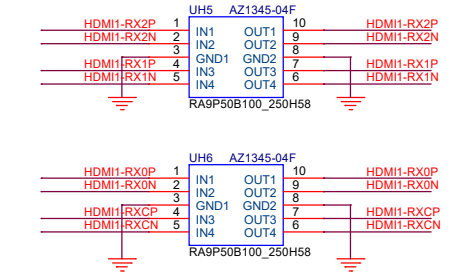 UH5 AZ1345-04F
HDMI1-RX2P 1 IN1 OUT1 10 HDMI1-RX2P
HDMI1-RX2N 2 IN2 OUT2 9 HDMI1-RX2N
3 GND1 GND2 8
HDMI1-RX1P 4 IN3 OUT3 7 HDMI1-RX1P
HDMI1-RX1N 5 IN4 OUT4 6 HDMI1-RX1N
RA9P50B100_250H58
UH6 AZ1345-04F
HDMI1-RX0P 1 IN1 OUT1 10 HDMI1-RX0P
HDMI1-RX0N 2 IN2 OUT2 9 HDMI1-RX0N
3 GND1 GND2 8
HDMI1-RXCP 4 IN3 OUT3 7 HDMI1-RXCP
HDMI1-RXCN 5 IN4 OUT4 6 HDMI1-RXCN
RA9P50B100_250H58